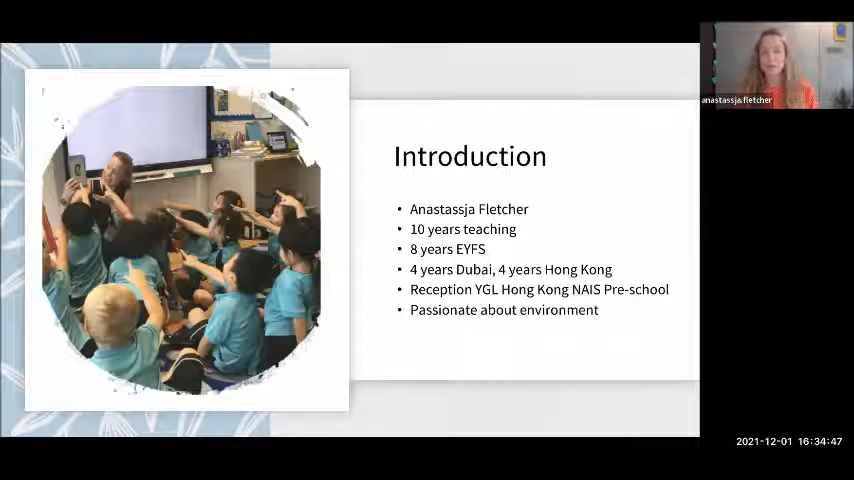 Introduction
• Anastassja Fletcher
• 10 years teaching
• 8 years EYFS
• 4 years Dubai, 4 years Hong Kong
• Reception YGL Hong Kong NAIS Pre-school
• Passionate about environment
anastassja.fletcher
2021-12-01 16:34:47